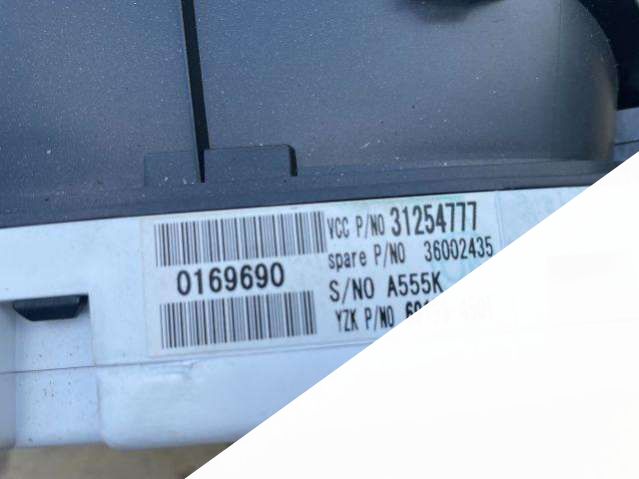 VCC P/NO 31254777
spare P/NO 36002435
0169690
S/NO A555K
YZK P/NO